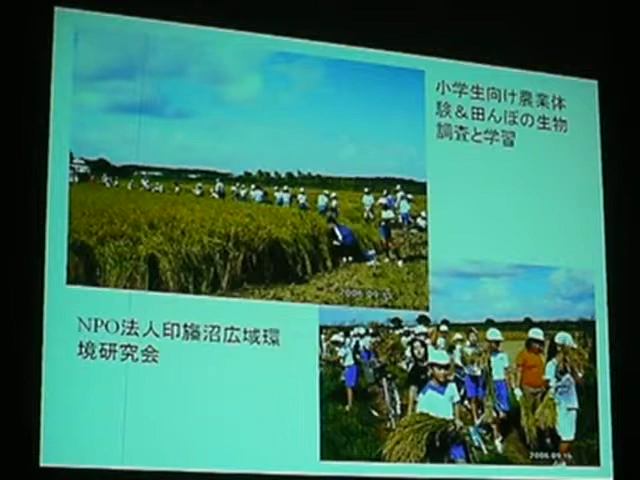 小学生向け農業体
験＆田んぼの生物
調査と学習
NPO法人印旛沼広域環
境研究会
2006.09.15